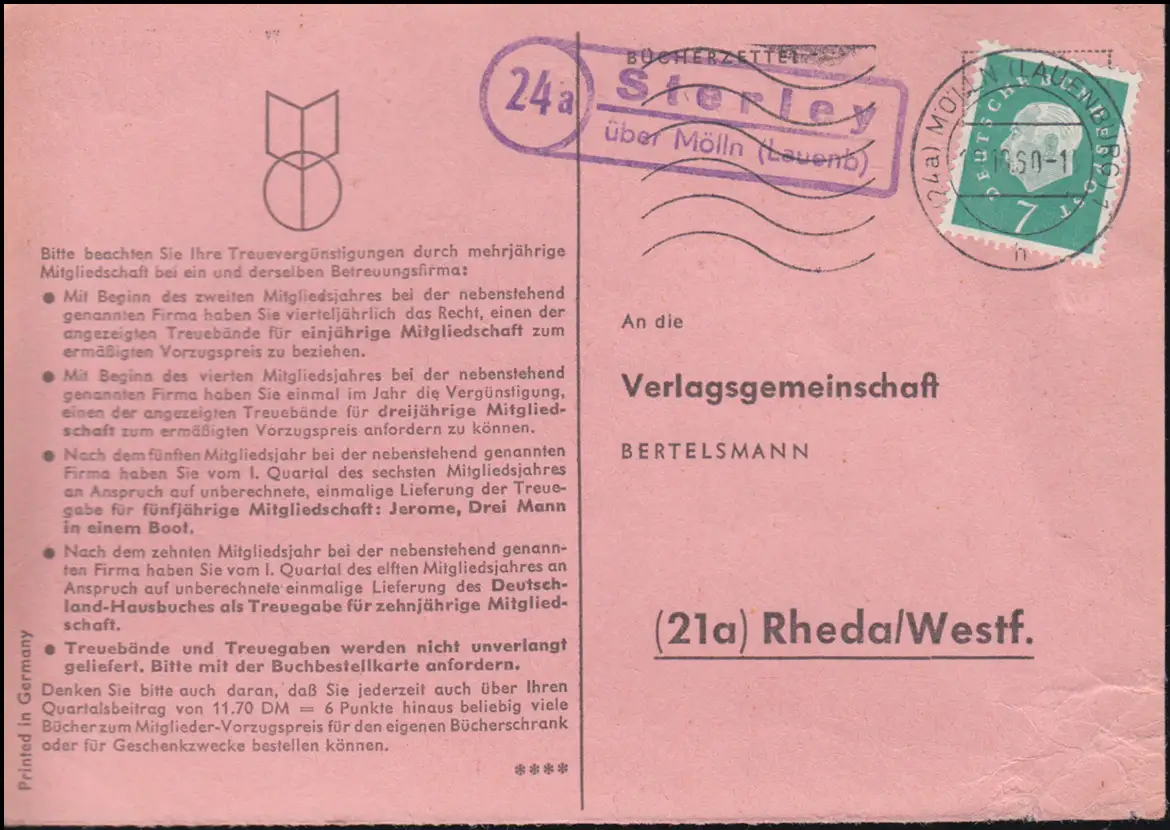 BÜCHERZETTEL
24a
Sterley
über Mölln (Lauenb)
(24a) MÖLLN (LAUENBURG) 1
60-1
h
DEUTSCHE BUNDESPOST
7
Bitte beachten Sie Ihre Treuevergünstigungen durch mehrjährige
Mitgliedschaft bei ein und derselben Betreuungsfirma:
● Mit Beginn des zweiten Mitgliedsjahres bei der nebenstehend
genannten Firma haben Sie vierteljährlich das Recht, einen der
angezeigten Treuebände für einjährige Mitgliedschaft zum
ermäßigten Vorzugspreis zu beziehen.
● Mit Beginn des vierten Mitgliedsjahres bei der nebenstehend
genannten Firma haben Sie einmal im Jahr die Vergünstigung,
einen der angezeigten Treuebände für dreijährige Mitglied-
schaft zum ermäßigten Vorzugspreis anfordern zu können.
● Nach dem fünften Mitgliedsjahr bei der nebenstehend genannten
Firma haben Sie vom I. Quartal des sechsten Mitgliedsjahres
an Anspruch auf unberechnete, einmalige Lieferung der Treue-
gabe für fünfjährige Mitgliedschaft: Jerome, Drei Mann
in einem Boot.
● Nach dem zehnten Mitgliedsjahr bei der nebenstehend genann-
ten Firma haben Sie vom I. Quartal des elften Mitgliedsjahres an
Anspruch auf unberechnete einmalige Lieferung des Deutsch-
land-Hausbuches als Treuegabe für zehnjährige Mitglied-
schaft.
● Treuebände und Treuegaben werden nicht unverlangt
geliefert. Bitte mit der Buchbestellkarte anfordern.
Denken Sie bitte auch daran, daß Sie jederzeit auch über Ihren
Quartalsbeitrag von 11.70 DM = 6 Punkte hinaus beliebig viele
Bücher zum Mitglieder-Vorzugspreis für den eigenen Bücherschrank
oder für Geschenkzwecke bestellen können.
****
Printed in Germany
An die
Verlagsgemeinschaft
BERTELSMANN
(21a) Rheda/Westf.